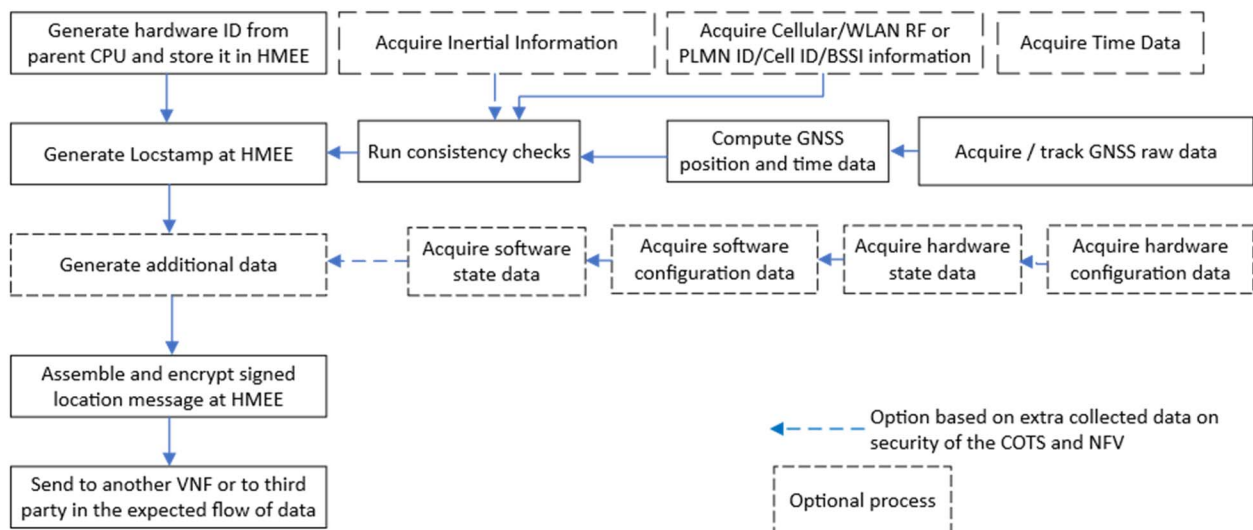 Generate hardware ID from
parent CPU and store it in HMEE
Acquire Inertial Information
Acquire Cellular/WLAN RF or
PLMN ID/Cell ID/BSSI information
Acquire Time Data
Generate Locstamp at HMEE
Run consistency checks
Compute GNSS
position and time data
Acquire / track GNSS raw data
Generate additional data
Acquire software
state data
Acquire software
configuration data
Acquire hardware
state data
Acquire hardware
configuration data
Assemble and encrypt signed
location message at HMEE
Option based on extra collected data on
security of the COTS and NFV
Send to another VNF or to third
party in the expected flow of data
Optional process